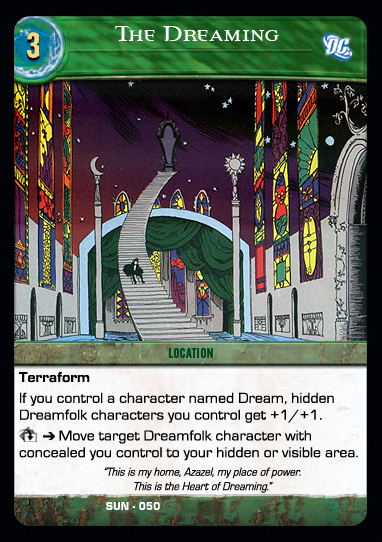 3
THE DREAMING
DC
LOCATION
Terraform
If you control a character named Dream, hidden
Dreamfolk characters you control get +1/+1.
➔ Move target Dreamfolk character with
concealed you control to your hidden or visible area.
"This is my home, Azazel, my place of power.
This is the Heart of Dreaming."
SUN · 050